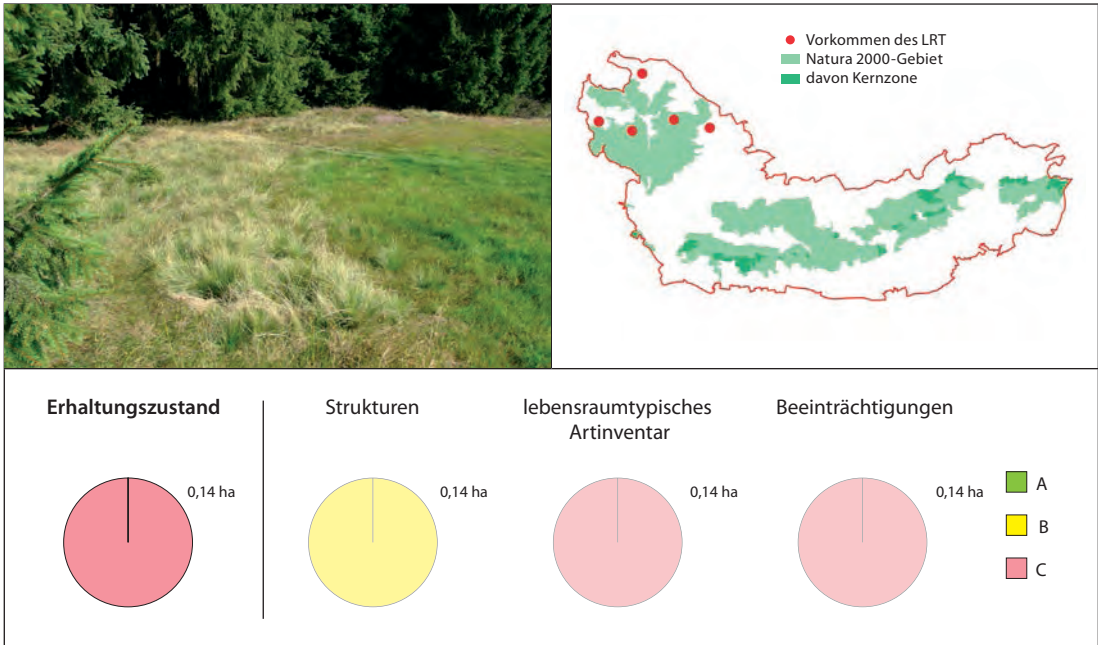 Vorkommen des LRT
Natura 2000-Gebiet
davon Kernzone
Erhaltungszustand
Strukturen
lebensraumtypisches
Artinventar
Beeinträchtigungen
0,14 ha
0,14 ha
0,14 ha
0,14 ha
A
B
C